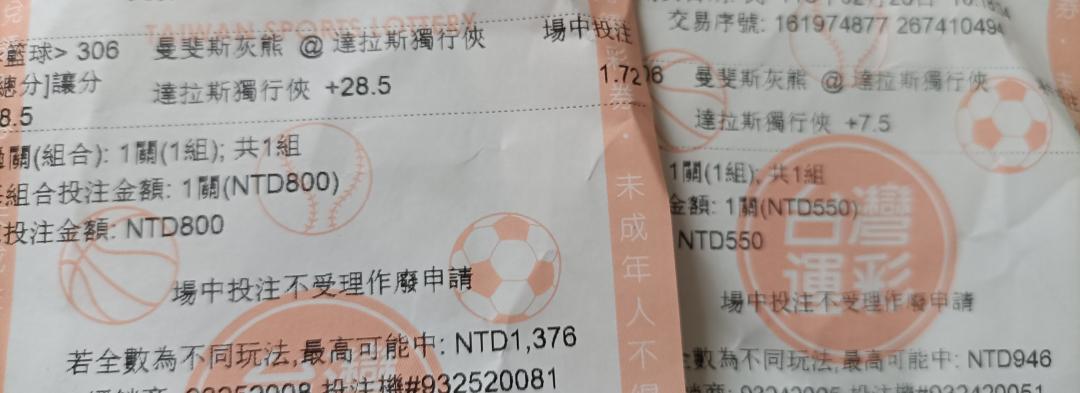 TAIWAN SPORTS LOTTERY
籃球> 306 曼斐斯灰熊 @ 達拉斯獨行俠 場中投注
總分]讓分 達拉斯獨行俠 +28.5 1.72
8.5
關(組合): 1關(1組); 共1組
組合投注金額: 1關(NTD800)
投注金額: NTD800
場中投注不受理作廢申請
若全數為不同玩法,最高可能中: NTD1,376
投注機#932520081
彩券·未成年人不得
交易序號: 161974877 26741049
06 曼斐斯灰熊 @ 達拉斯獨行俠
達拉斯獨行俠 +7.5
1關(1組); 共1組
金額: 1關(NTD550)
NTD550
台灣運彩
場中投注不受理作廢申請
全數為不同玩法,最高可能中: NTD946